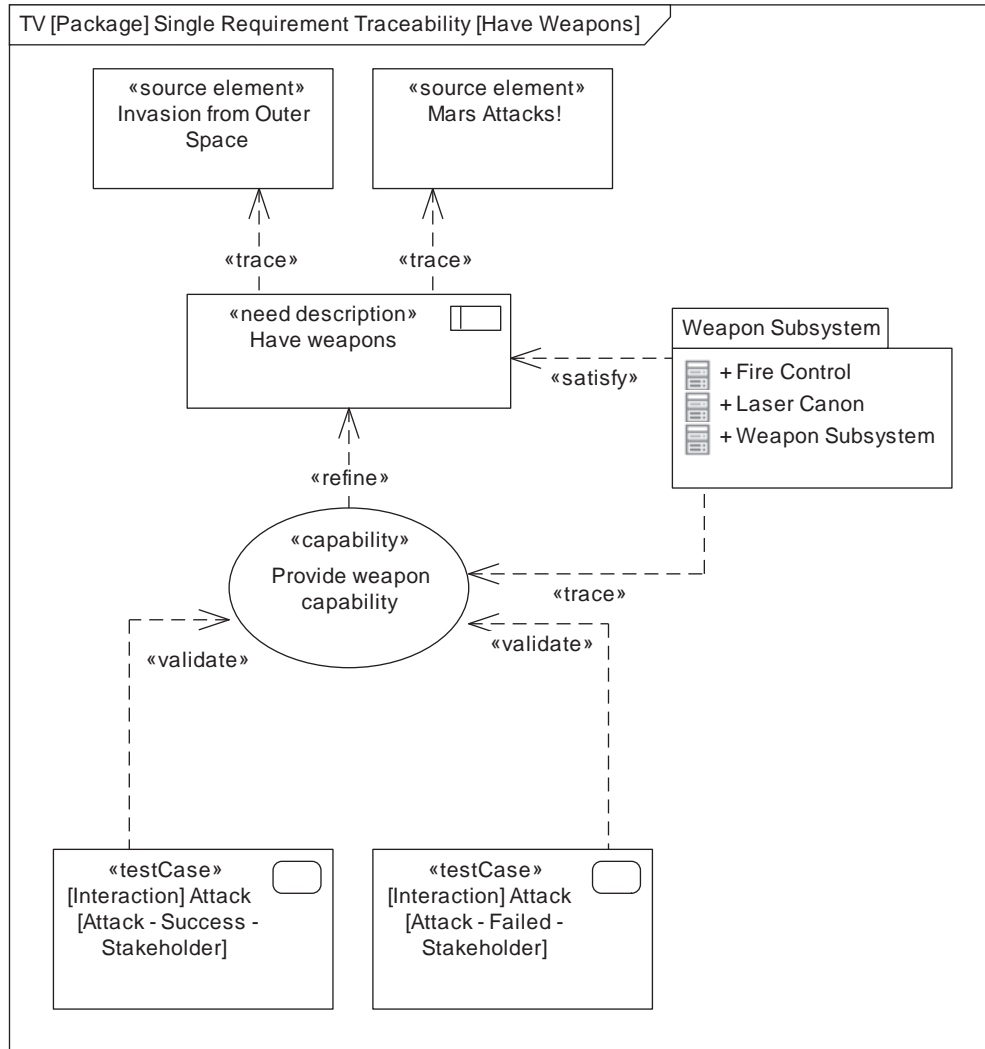 TV [Package] Single Requirement Traceability [Have Weapons]
«source element»
Invasion from Outer
Space
«source element»
Mars Attacks!
«trace»
«trace»
«need description»
Have weapons
Weapon Subsystem
+ Fire Control
+ Laser Canon
+ Weapon Subsystem
«satisfy»
«refine»
«capability»
Provide weapon
capability
«trace»
«validate»
«validate»
«testCase»
[Interaction] Attack
[Attack - Success -
Stakeholder]
«testCase»
[Interaction] Attack
[Attack - Failed -
Stakeholder]